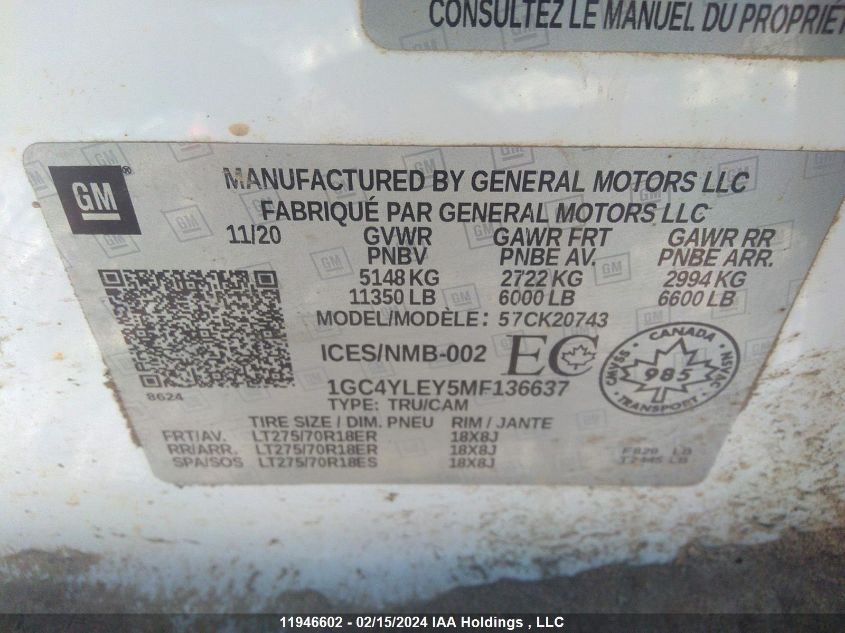 CONSULTEZ LE MANUEL DU PROPRIÉT
GM
MANUFACTURED BY GENERAL MOTORS LLC
FABRIQUÉ PAR GENERAL MOTORS LLC
11/20 GVWR GAWR FRT GAWR RR
PNBV PNBE AV. PNBE ARR.
5148 KG 2722 KG 2994 KG
11350 LB 6000 LB 6600 LB
MODEL/MODÈLE: 57CK20743
ICES/NMB-002 EC
CANADA
CMVSS 985 NSVAC
TRANSPORT
8624
1GC4YLEY5MF136637
TYPE: TRU/CAM
TIRE SIZE / DIM. PNEU RIM / JANTE
FRT/AV. LT275/70R18ER 18X8J
RR/ARR. LT275/70R18ER 18X8J
SPA/SOS LT275/70R18ES 18X8J
11946602 - 02/15/2024 IAA Holdings , LLC